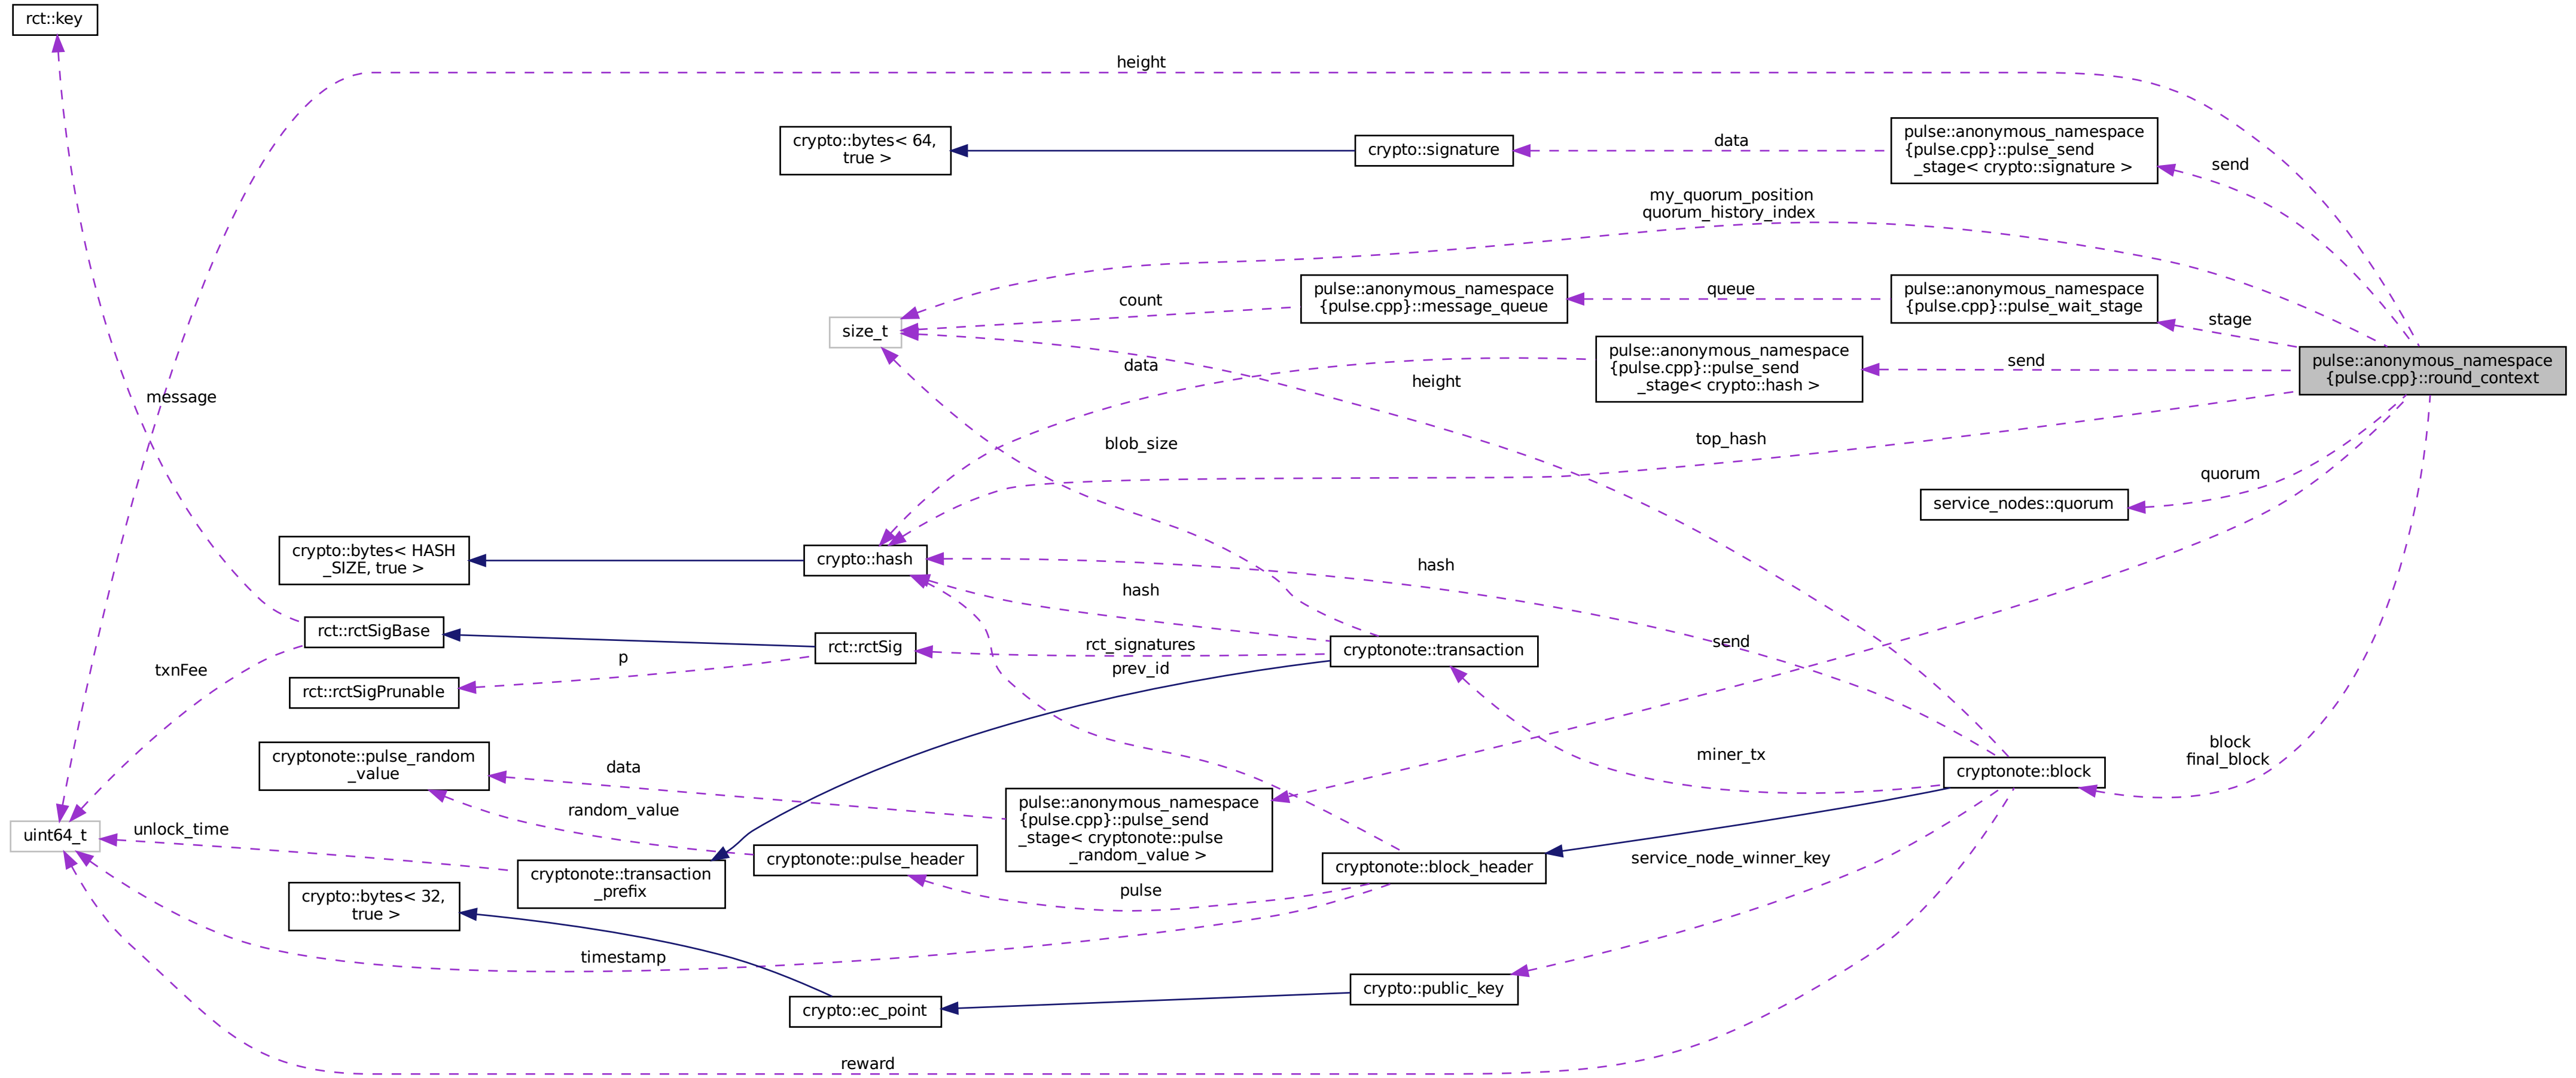 rct::key
height
crypto::bytes< 64,
true >
crypto::signature
data
pulse::anonymous_namespace
{pulse.cpp}::pulse_send
_stage< crypto::signature >
send
my_quorum_position
quorum_history_index
pulse::anonymous_namespace
{pulse.cpp}::message_queue
queue
pulse::anonymous_namespace
{pulse.cpp}::pulse_wait_stage
count
stage
size_t
pulse::anonymous_namespace
{pulse.cpp}::pulse_send
_stage< crypto::hash >
send
pulse::anonymous_namespace
{pulse.cpp}::round_context
data
height
message
blob_size
top_hash
quorum
service_nodes::quorum
crypto::bytes< HASH
_SIZE, true >
crypto::hash
hash
hash
rct::rctSigBase
rct::rctSig
rct_signatures
prev_id
cryptonote::transaction
send
p
txnFee
rct::rctSigPrunable
cryptonote::pulse_random
_value
data
miner_tx
block
final_block
cryptonote::block
random_value
pulse::anonymous_namespace
{pulse.cpp}::pulse_send
_stage< cryptonote::pulse
_random_value >
uint64_t
unlock_time
cryptonote::pulse_header
cryptonote::block_header
service_node_winner_key
cryptonote::transaction
_prefix
pulse
crypto::bytes< 32,
true >
timestamp
crypto::public_key
crypto::ec_point
reward